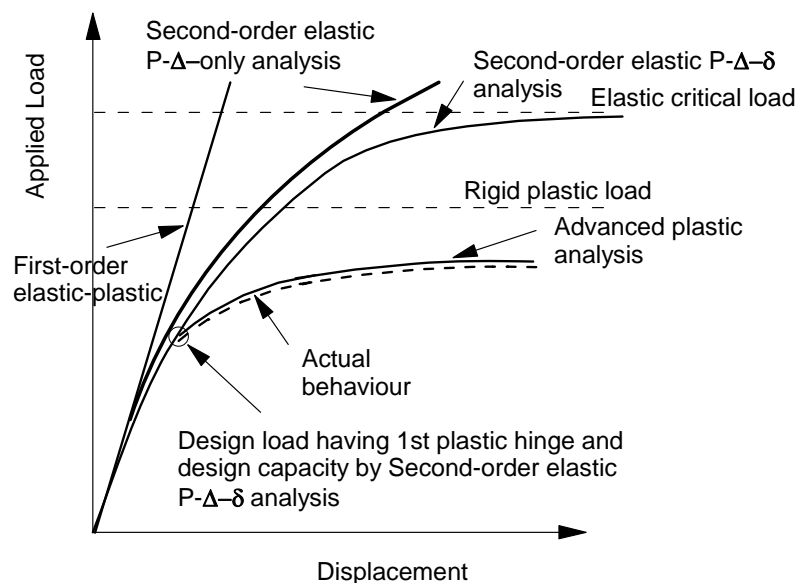 Second-order elastic
P-Δ–only analysis
Second-order elastic P-Δ–δ
analysis
Elastic critical load
Applied Load
Rigid plastic load
Advanced plastic
analysis
First-order
elastic-plastic
Actual
behaviour
Design load having 1st plastic hinge and
design capacity by Second-order elastic
P-Δ–δ analysis
Displacement